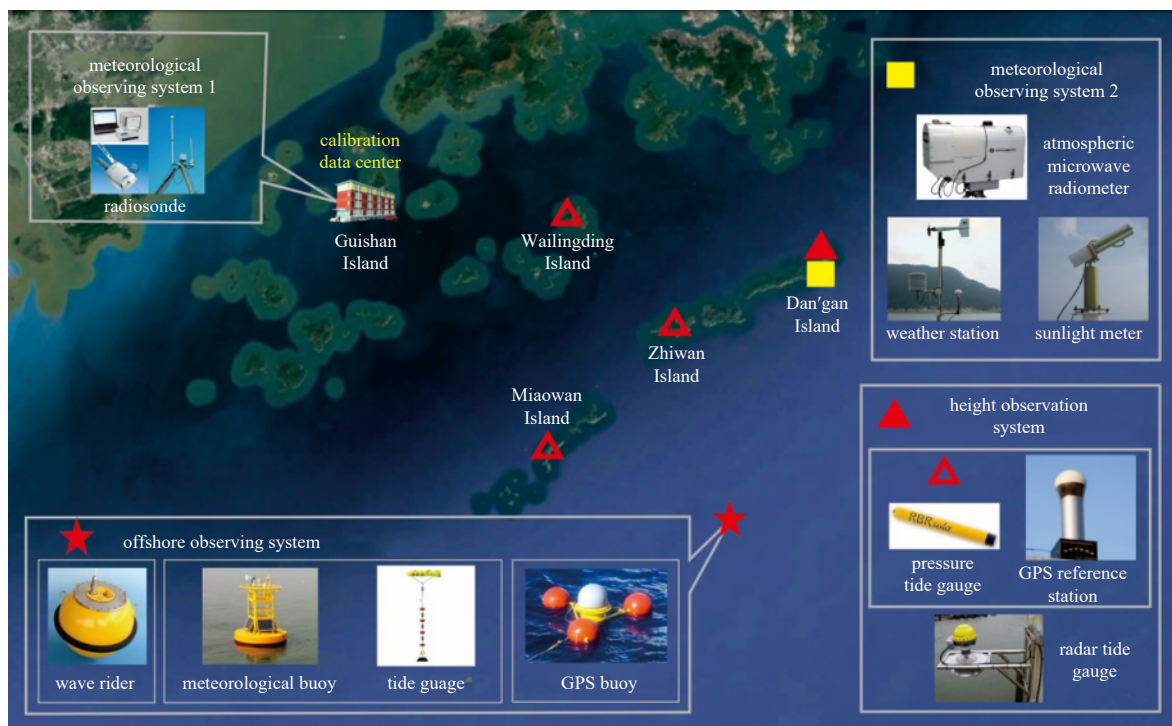 meteorological
observing system 1
radiosonde
calibration
data center
Guishan
Island
Wailingding
Island
Dan'gan
Island
Zhiwan
Island
Miaowan
Island
meteorological
observing system 2
atmospheric
microwave
radiometer
weather station
sunlight meter
height observation
system
RBRsolo
pressure
tide gauge
GPS reference
station
radar tide
gauge
offshore observing system
wave rider
meteorological buoy
tide guage
GPS buoy